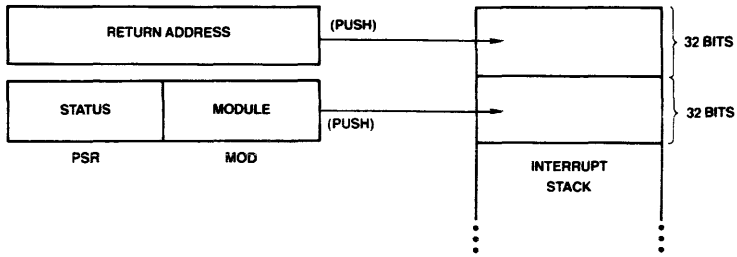 RETURN ADDRESS
(PUSH)
32 BITS
STATUS
MODULE
(PUSH)
32 BITS
PSR
MOD
INTERRUPT
STACK